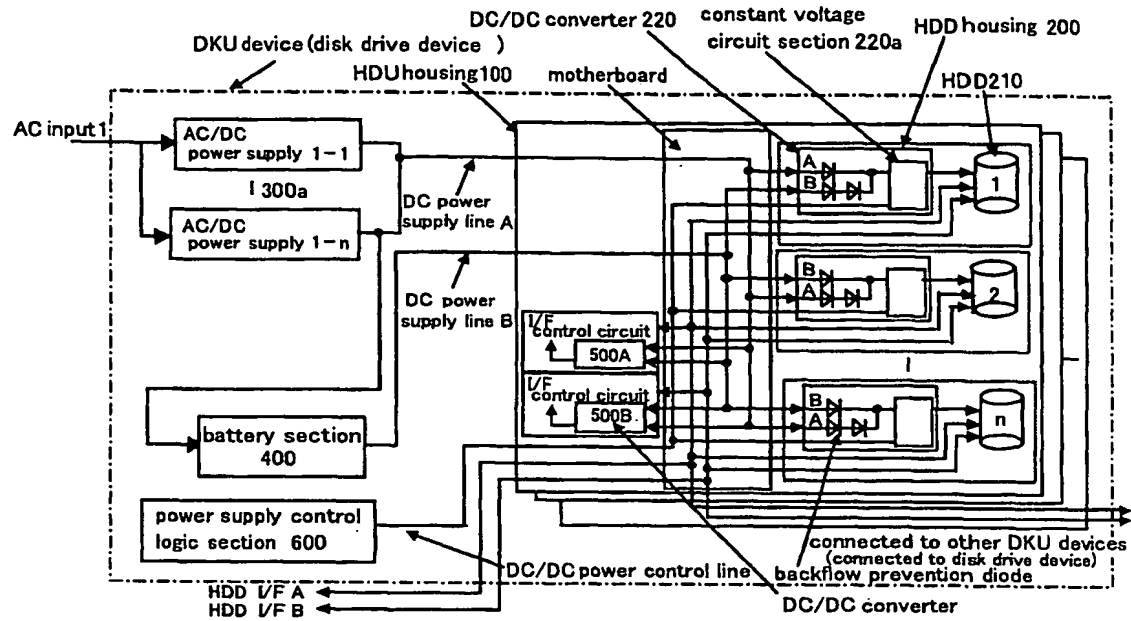 DC/DC converter 220
constant voltage
circuit section 220a
HDD housing 200
DKU device (disk drive device )
HDU housing 100
motherboard
HDD210
AC input 1
AC/DC
power supply 1-1
300a
AC/DC
power supply 1-n
DC power
supply line A
DC power
supply line B
A
B
1
B
A
2
B
A
n
I/F
control circuit
500A
I/F
control circuit
500B
battery section
400
power supply control
logic section 600
DC/DC power control line
HDD I/F A
HDD I/F B
connected to other DKU devices
(connected to disk drive device)
backflow prevention diode
DC/DC converter